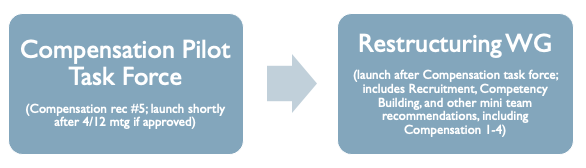 Compensation Pilot
Task Force
(Compensation rec #5; launch shortly
after 4/12 mtg if approved)
Restructuring WG
(launch after Compensation task force;
includes Recruitment, Competency
Building, and other mini team
recommendations, including
Compensation 1-4)